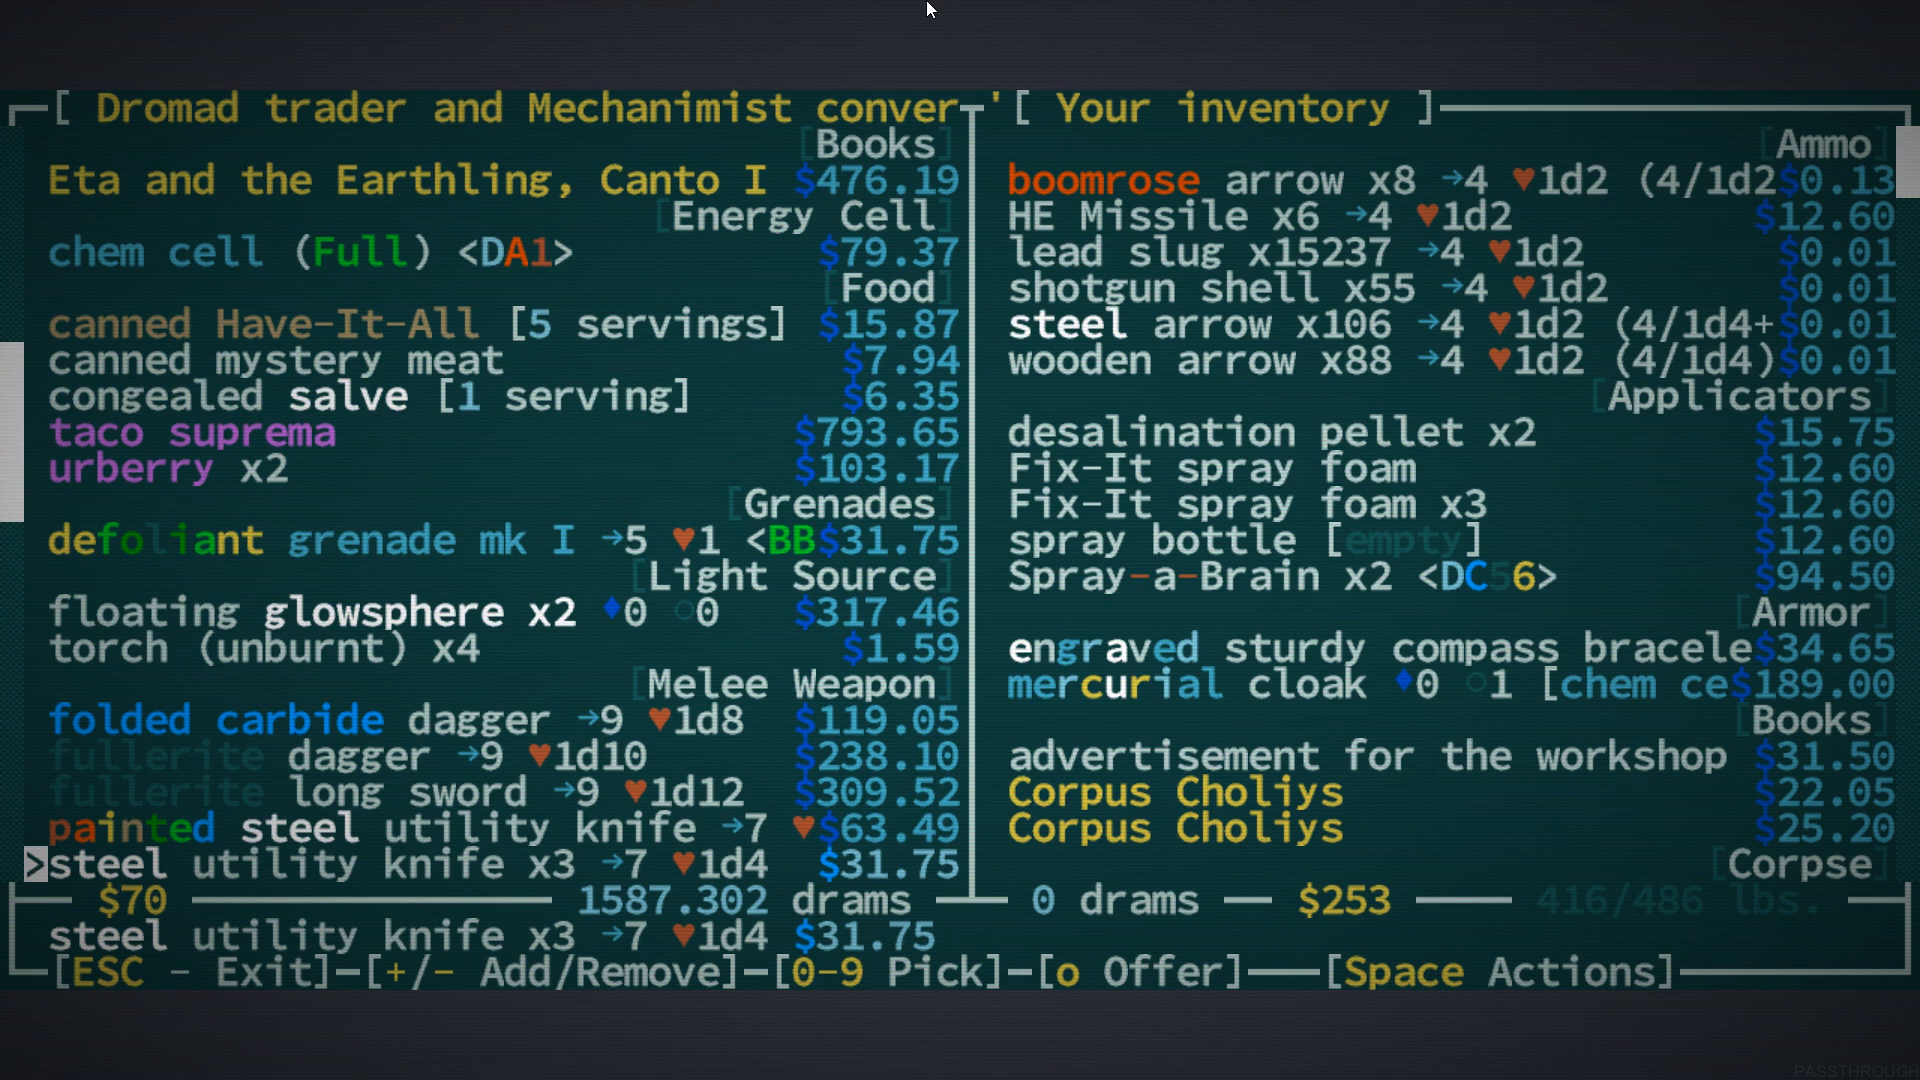 [ Dromad trader and Mechanimist conver
[Books]
Eta and the Earthling, Canto I $476.19
[Energy Cell]
chem cell (Full) <DA1> $79.37
[Food]
canned Have-It-All [5 servings] $15.87
canned mystery meat $7.94
congealed salve [1 serving] $6.35
taco suprema $793.65
urberry x2 $103.17
[Grenades]
defoliant grenade mk I →5 ♥1 <BB$31.75
[Light Source]
floating glowsphere x2 ♦0 ○0 $317.46
torch (unburnt) x4 $1.59
[Melee Weapon]
folded carbide dagger →9 ♥1d8 $119.05
fullerite dagger →9 ♥1d10 $238.10
fullerite long sword →9 ♥1d12 $309.52
painted steel utility knife →7 ♥$63.49
>steel utility knife x3 →7 ♥1d4 $31.75
$70 1587.302 drams
'[ Your inventory ]
[Ammo]
boomrose arrow x8 →4 ♥1d2 (4/1d2$0.13
HE Missile x6 →4 ♥1d2 $12.60
lead slug x15237 →4 ♥1d2 $0.01
shotgun shell x55 →4 ♥1d2 $0.01
steel arrow x106 →4 ♥1d2 (4/1d4+$0.01
wooden arrow x88 →4 ♥1d2 (4/1d4)$0.01
[Applicators]
desalination pellet x2 $15.75
Fix-It spray foam $12.60
Fix-It spray foam x3 $12.60
spray bottle [empty] $12.60
Spray-a-Brain x2 <DC56> $94.50
[Armor]
engraved sturdy compass bracele$34.65
mercurial cloak ♦0 ○1 [chem ce$189.00
[Books]
advertisement for the workshop $31.50
Corpus Choliys $22.05
Corpus Choliys $25.20
[Corpse]
0 drams $253 416/486 lbs.
steel utility knife x3 →7 ♥1d4 $31.75
[ESC - Exit]-[+/- Add/Remove]-[0-9 Pick]-[o Offer]-[Space Actions]
PASSTHROUGH